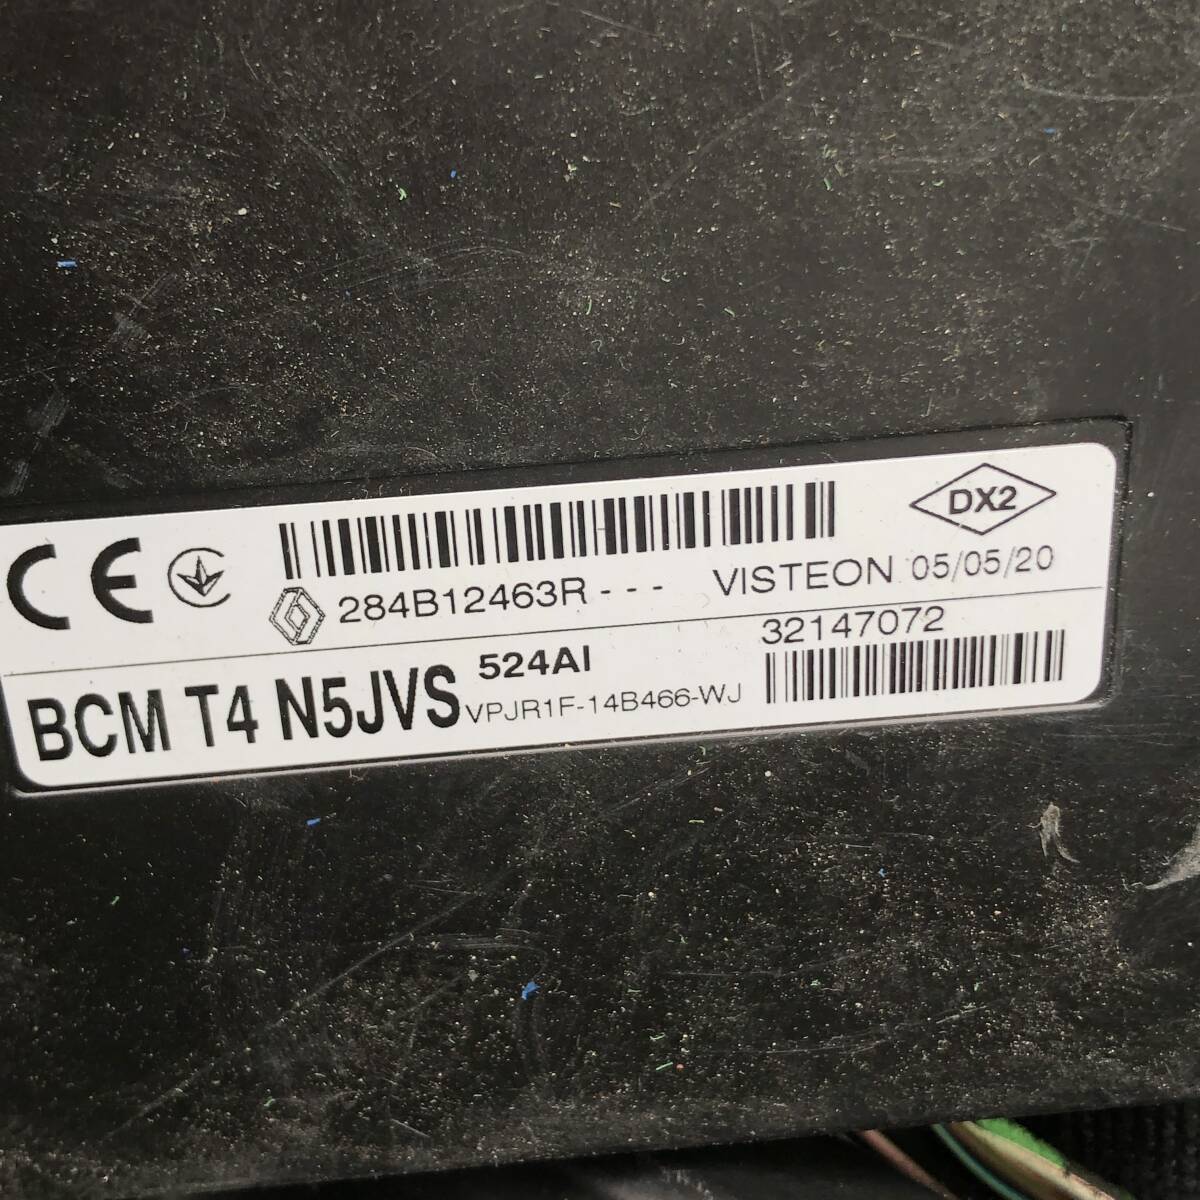 CE
DX2
284B12463R - - - VISTEON 05/05/20
BCM T4 N5JVS 524AI 32147072
VPJR1F-14B466-WJ